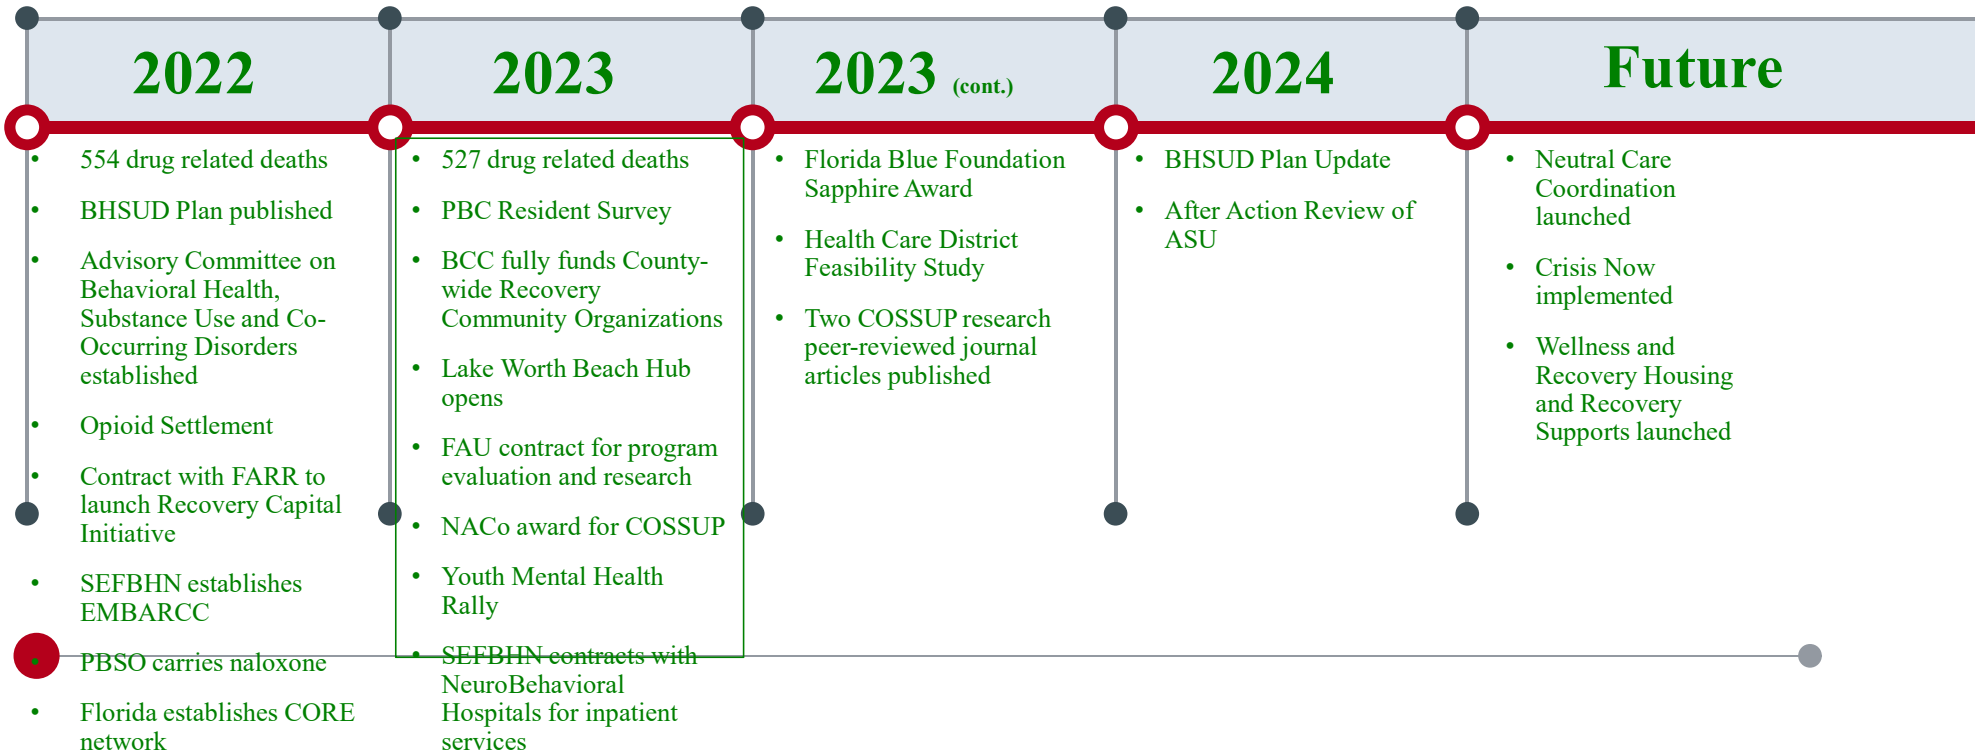 2022
554 drug related deaths
BHSUD Plan published
Advisory Committee on
Behavioral Health,
Substance Use and Co-
Occurring Disorders
established
Opioid Settlement
Contract with FARR to
launch Recovery Capital
Initiative
SEFBHN establishes
EMBARCC
PBSO carries naloxone
Florida establishes CORE
network
2023
527 drug related deaths
PBC Resident Survey
BCC fully funds County-
wide Recovery
Community Organizations
Lake Worth Beach Hub
opens
FAU contract for program
evaluation and research
NACo award for COSSUP
Youth Mental Health
Rally
SEFBHN contracts with
NeuroBehavioral
Hospitals for inpatient
services
2023 (cont.)
Florida Blue Foundation
Sapphire Award
Health Care District
Feasibility Study
Two COSSUP research
peer-reviewed journal
articles published
2024
BHSUD Plan Update
After Action Review of
ASU
Future
Neutral Care
Coordination
launched
Crisis Now
implemented
Wellness and
Recovery Housing
and Recovery
Supports launched